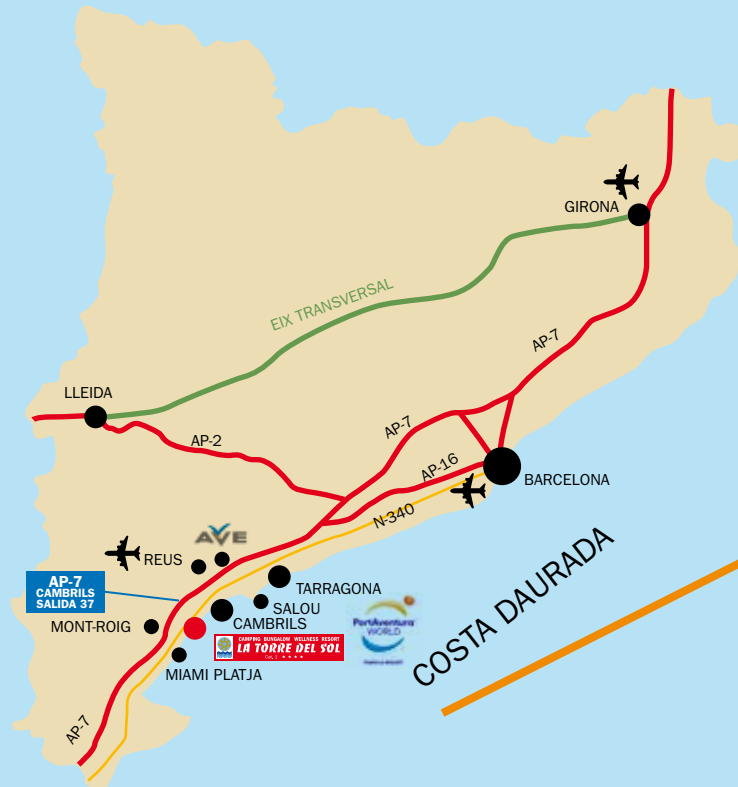 GIRONA
EIX TRANSVERSAL
AP-7
LLEIDA
AP-2
AP-7
AP-16
BARCELONA
N-340
AVE
REUS
AP-7
CAMBRILS
SALIDA 37
TARRAGONA
SALOU
CAMBRILS
MONT-ROIG
PortAventura
WORLD
CAMPING BUNGALOW WELLNESS RESORT
LA TORRE DEL SOL
MIAMI PLATJA
COSTA DAURADA
AP-7